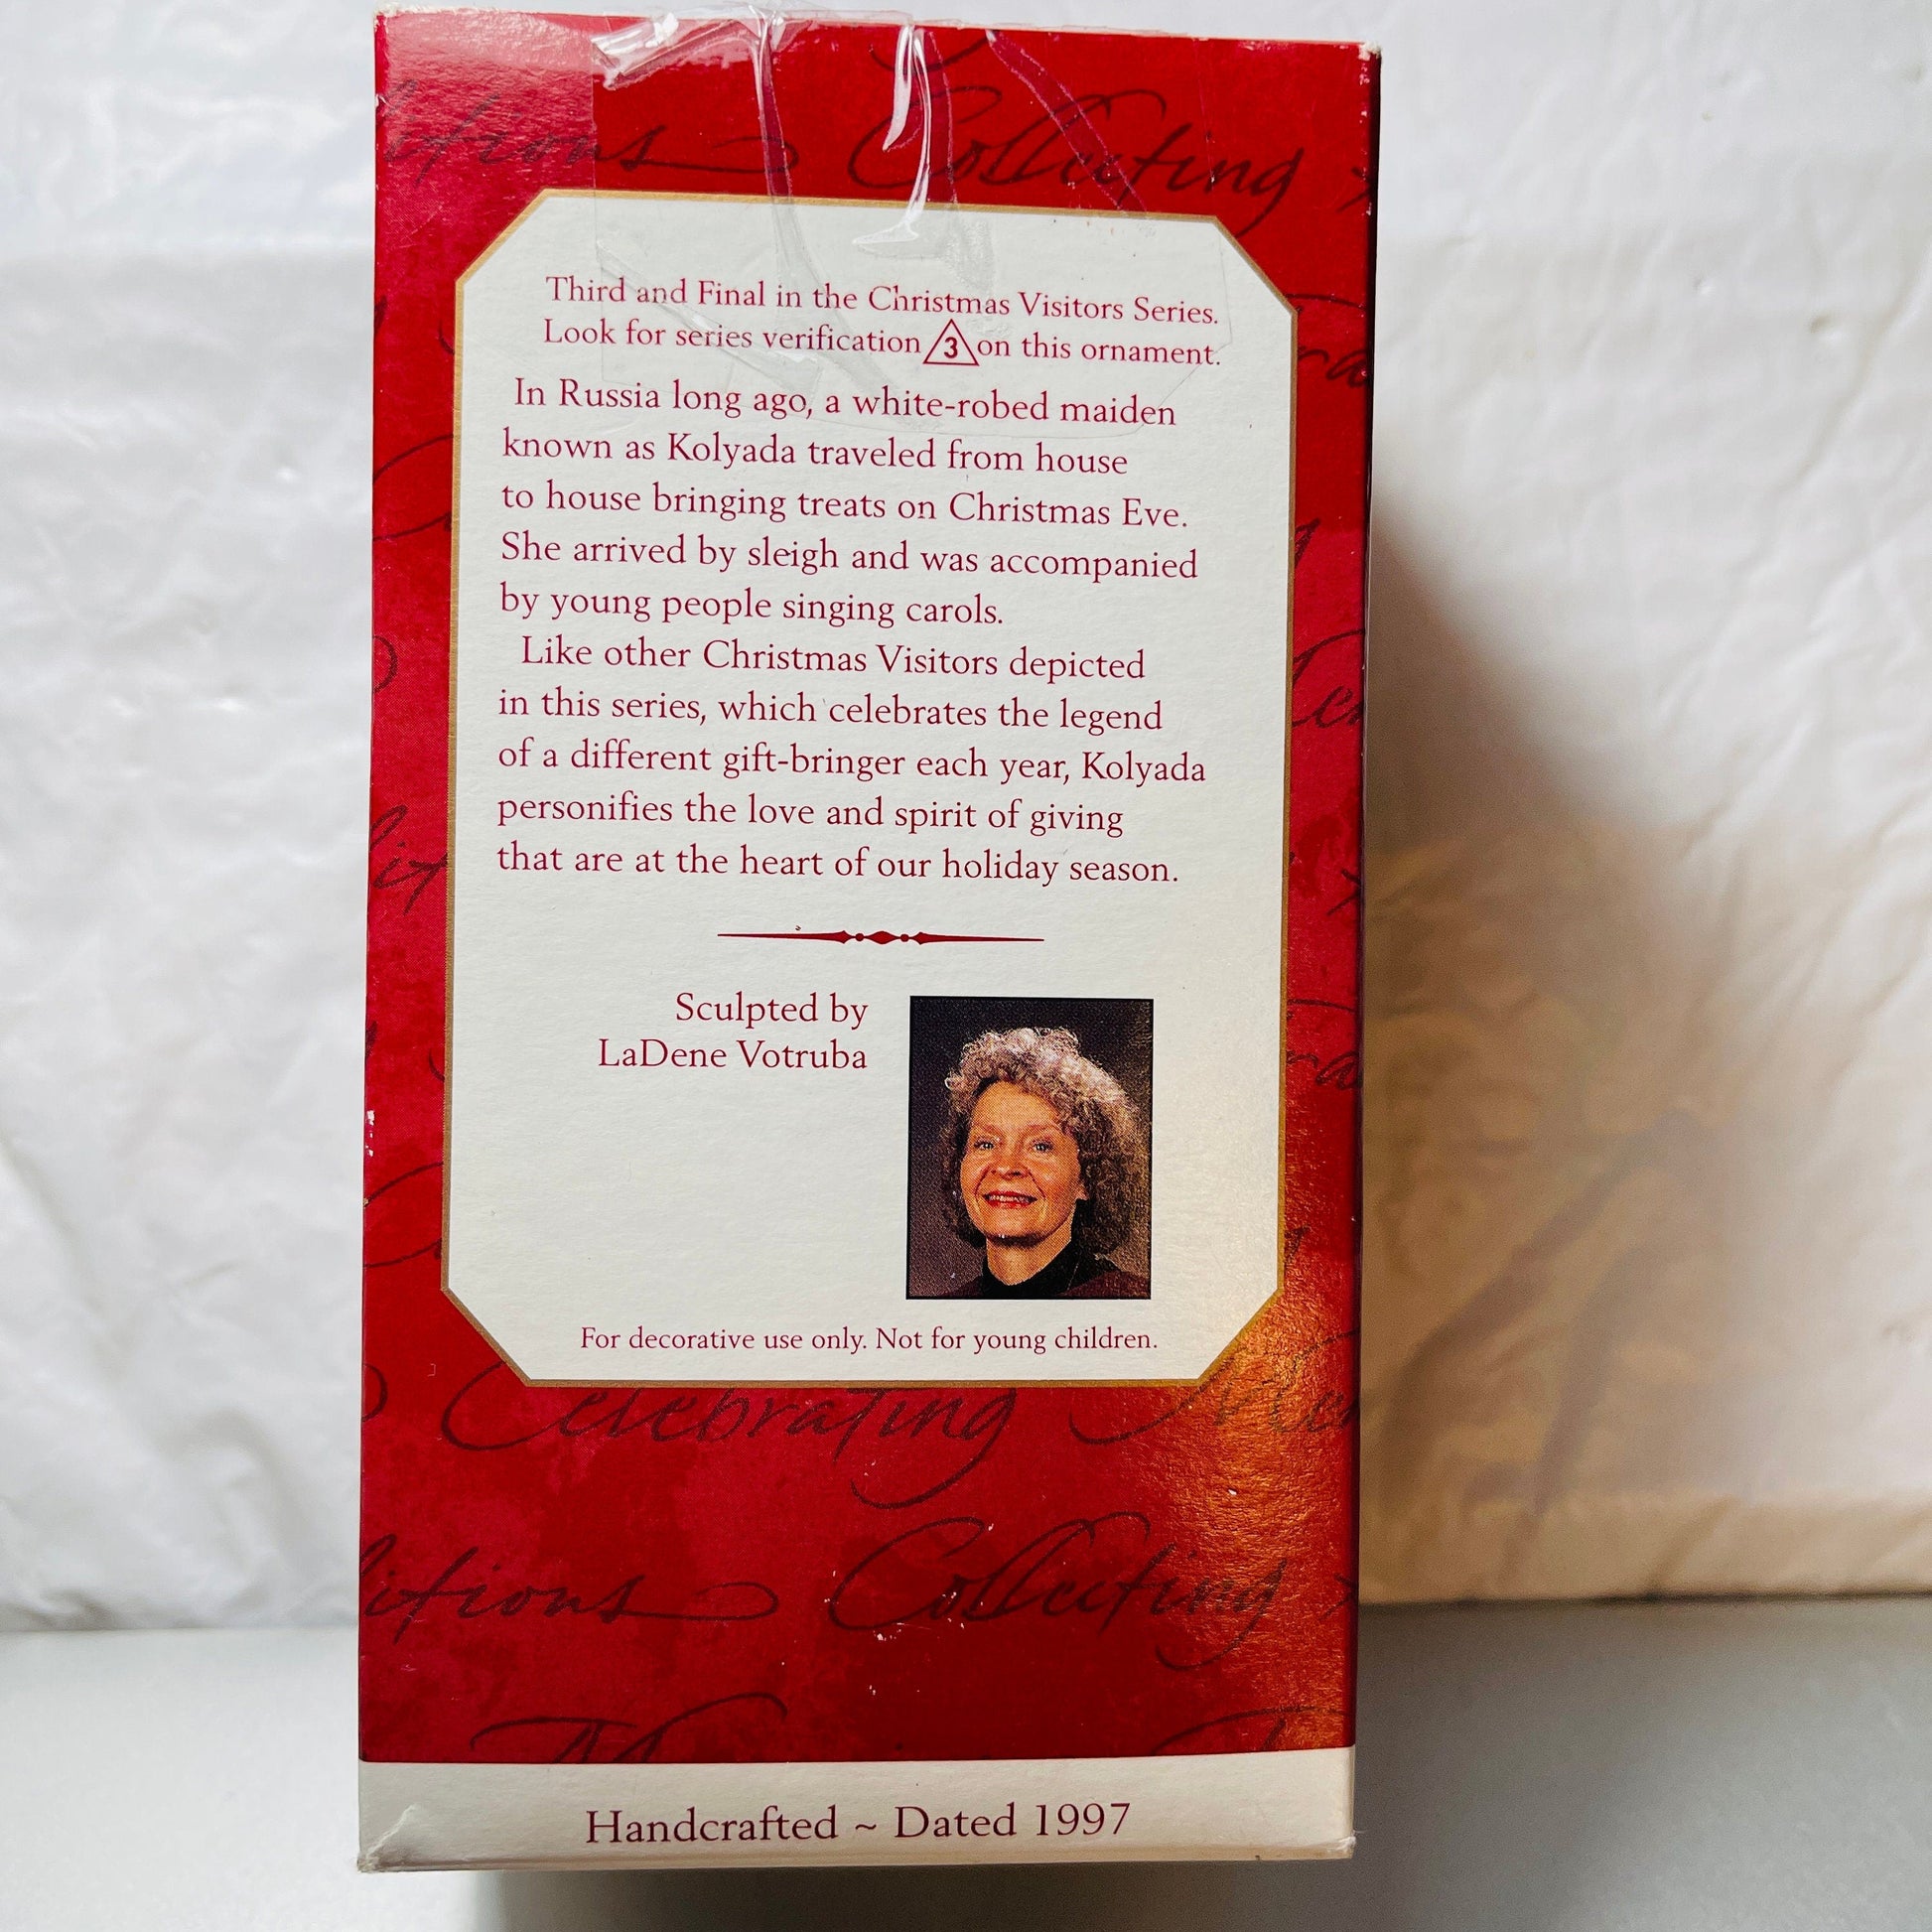 ditions Collecting
Third and Final in the Christmas Visitors Series.
Look for series verification 3 on this ornament.
In Russia long ago, a white-robed maiden
known as Kolyada traveled from house
to house bringing treats on Christmas Eve.
She arrived by sleigh and was accompanied
by young people singing carols.
Like other Christmas Visitors depicted
in this series, which celebrates the legend
of a different gift-bringer each year, Kolyada
personifies the love and spirit of giving
that are at the heart of our holiday season.
Sculpted by
LaDene Votruba
For decorative use only. Not for young children.
Celebrating
ditions Collecting
Handcrafted ~ Dated 1997